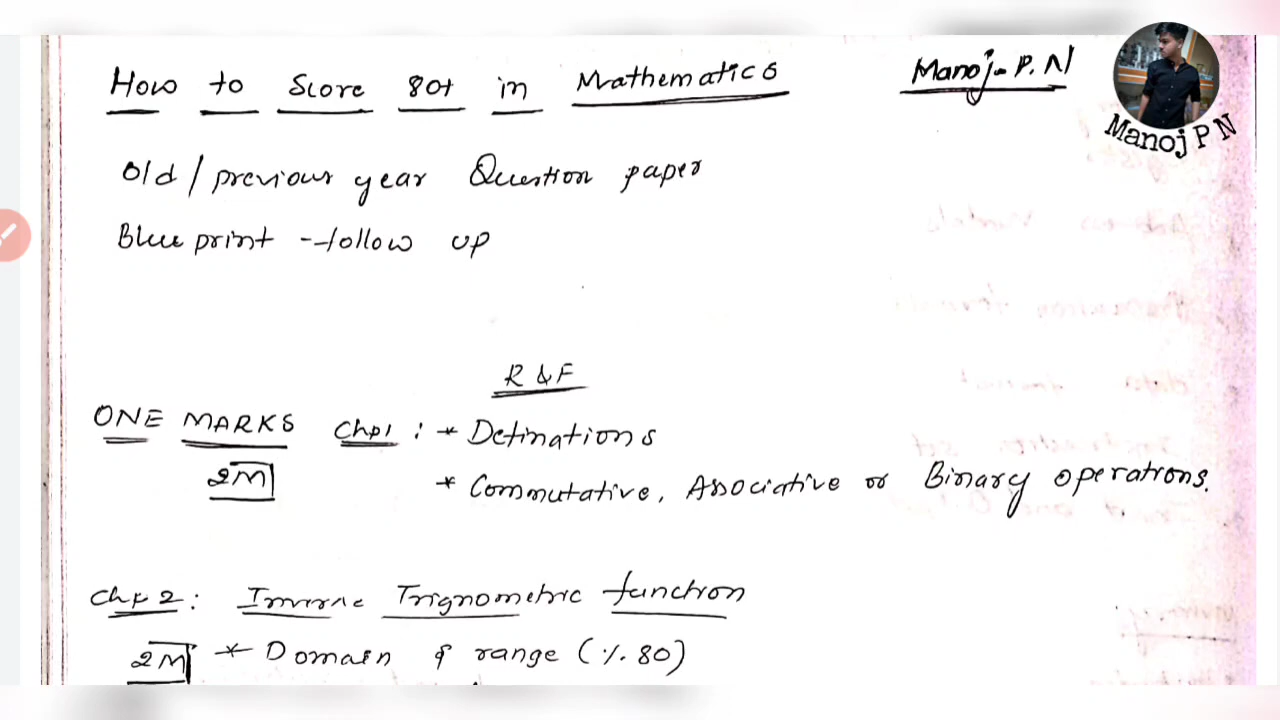 How to Score 80+ in Mathematics
Manoj. P. N
Manoj P N
Old / previous year Question paper
Blue print -- follow up
R & F
ONE MARKS Chp1 : * Definations
2M
* Commutative, Associative or Binary operations.
Chp 2 : Inverse Trignometric function
2M * Domain & range (%. 80)